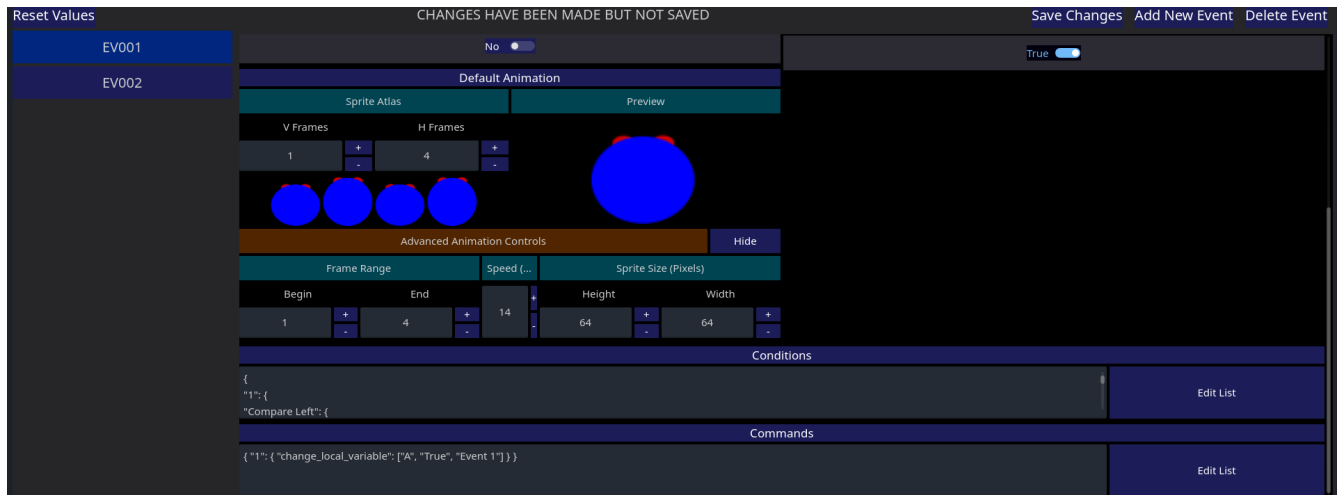 Reset Values
CHANGES HAVE BEEN MADE BUT NOT SAVED
Save Changes Add New Event Delete Event
EV001
EV002
No
True
Default Animation
Sprite Atlas
Preview
V Frames
H Frames
1
+
-
4
+
-
Advanced Animation Controls
Hide
Frame Range
Speed (...
Sprite Size (Pixels)
Begin
End
Height
Width
1
+
-
4
+
-
14
+
-
64
+
-
64
+
-
Conditions
{
"1": {
"Compare Left": {
Edit List
Commands
{ "1": { "change_local_variable": ["A", "True", "Event 1"] } }
Edit List